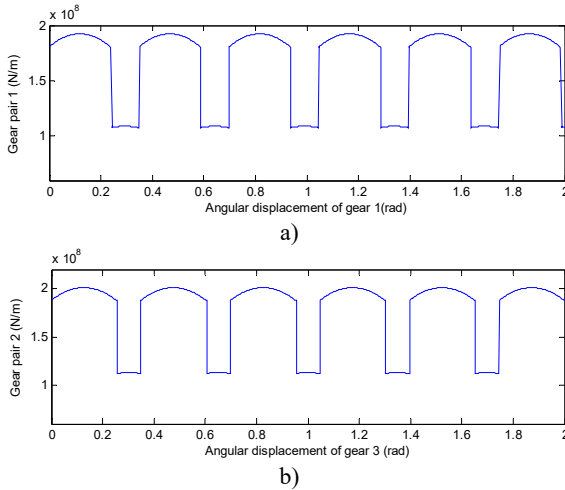 x 10^8
Gear pair 1 (N/m)
2
1.5
1
0 0.2 0.4 0.6 0.8 1 1.2 1.4 1.6 1.8 2
Angular displacement of gear 1(rad)
a)
x 10^8
Gear pair 2 (N/m)
2
1.5
1
0 0.2 0.4 0.6 0.8 1 1.2 1.4 1.6 1.8 2
Angular displacement of gear 3 (rad)
b)